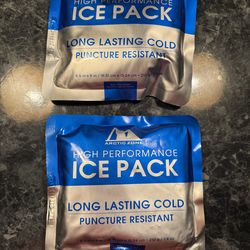 HIGH PERFORMANCE
ICE PACK
LONG LASTING COLD
PUNCTURE RESISTANT
ARCTIC ZONE
HIGH PERFORMANCE
ICE PACK
LONG LASTING COLD
PUNCTURE RESISTANT